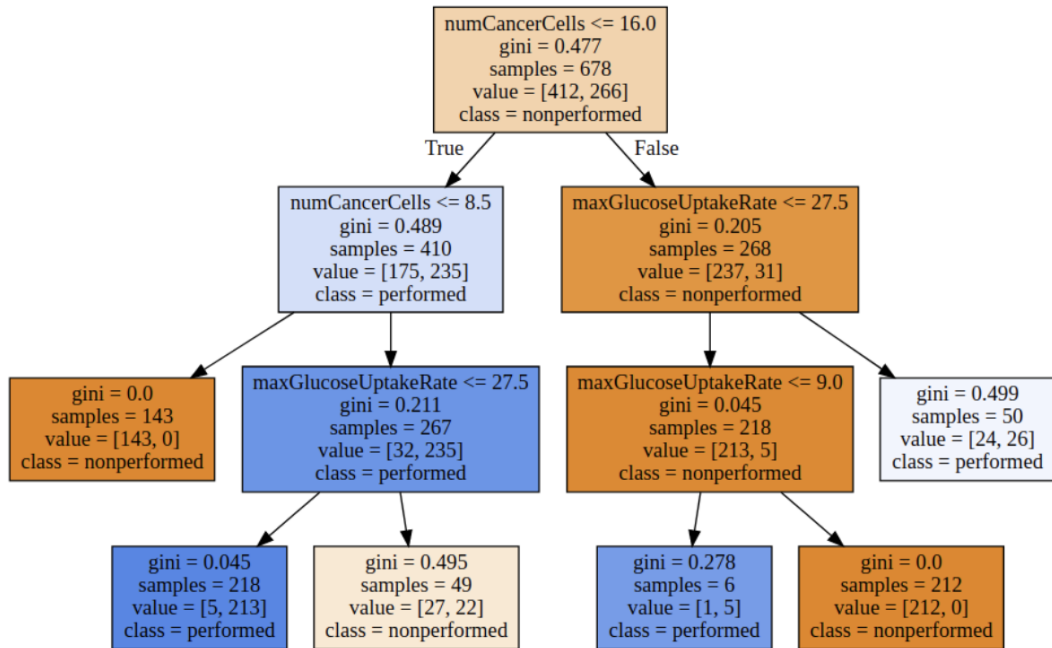 numCancerCells <= 16.0
gini = 0.477
samples = 678
value = [412, 266]
class = nonperformed
True
False
numCancerCells <= 8.5
gini = 0.489
samples = 410
value = [175, 235]
class = performed
maxGlucoseUptakeRate <= 27.5
gini = 0.205
samples = 268
value = [237, 31]
class = nonperformed
gini = 0.0
samples = 143
value = [143, 0]
class = nonperformed
maxGlucoseUptakeRate <= 27.5
gini = 0.211
samples = 267
value = [32, 235]
class = performed
maxGlucoseUptakeRate <= 9.0
gini = 0.045
samples = 218
value = [213, 5]
class = nonperformed
gini = 0.499
samples = 50
value = [24, 26]
class = performed
gini = 0.045
samples = 218
value = [5, 213]
class = performed
gini = 0.495
samples = 49
value = [27, 22]
class = nonperformed
gini = 0.278
samples = 6
value = [1, 5]
class = performed
gini = 0.0
samples = 212
value = [212, 0]
class = nonperformed